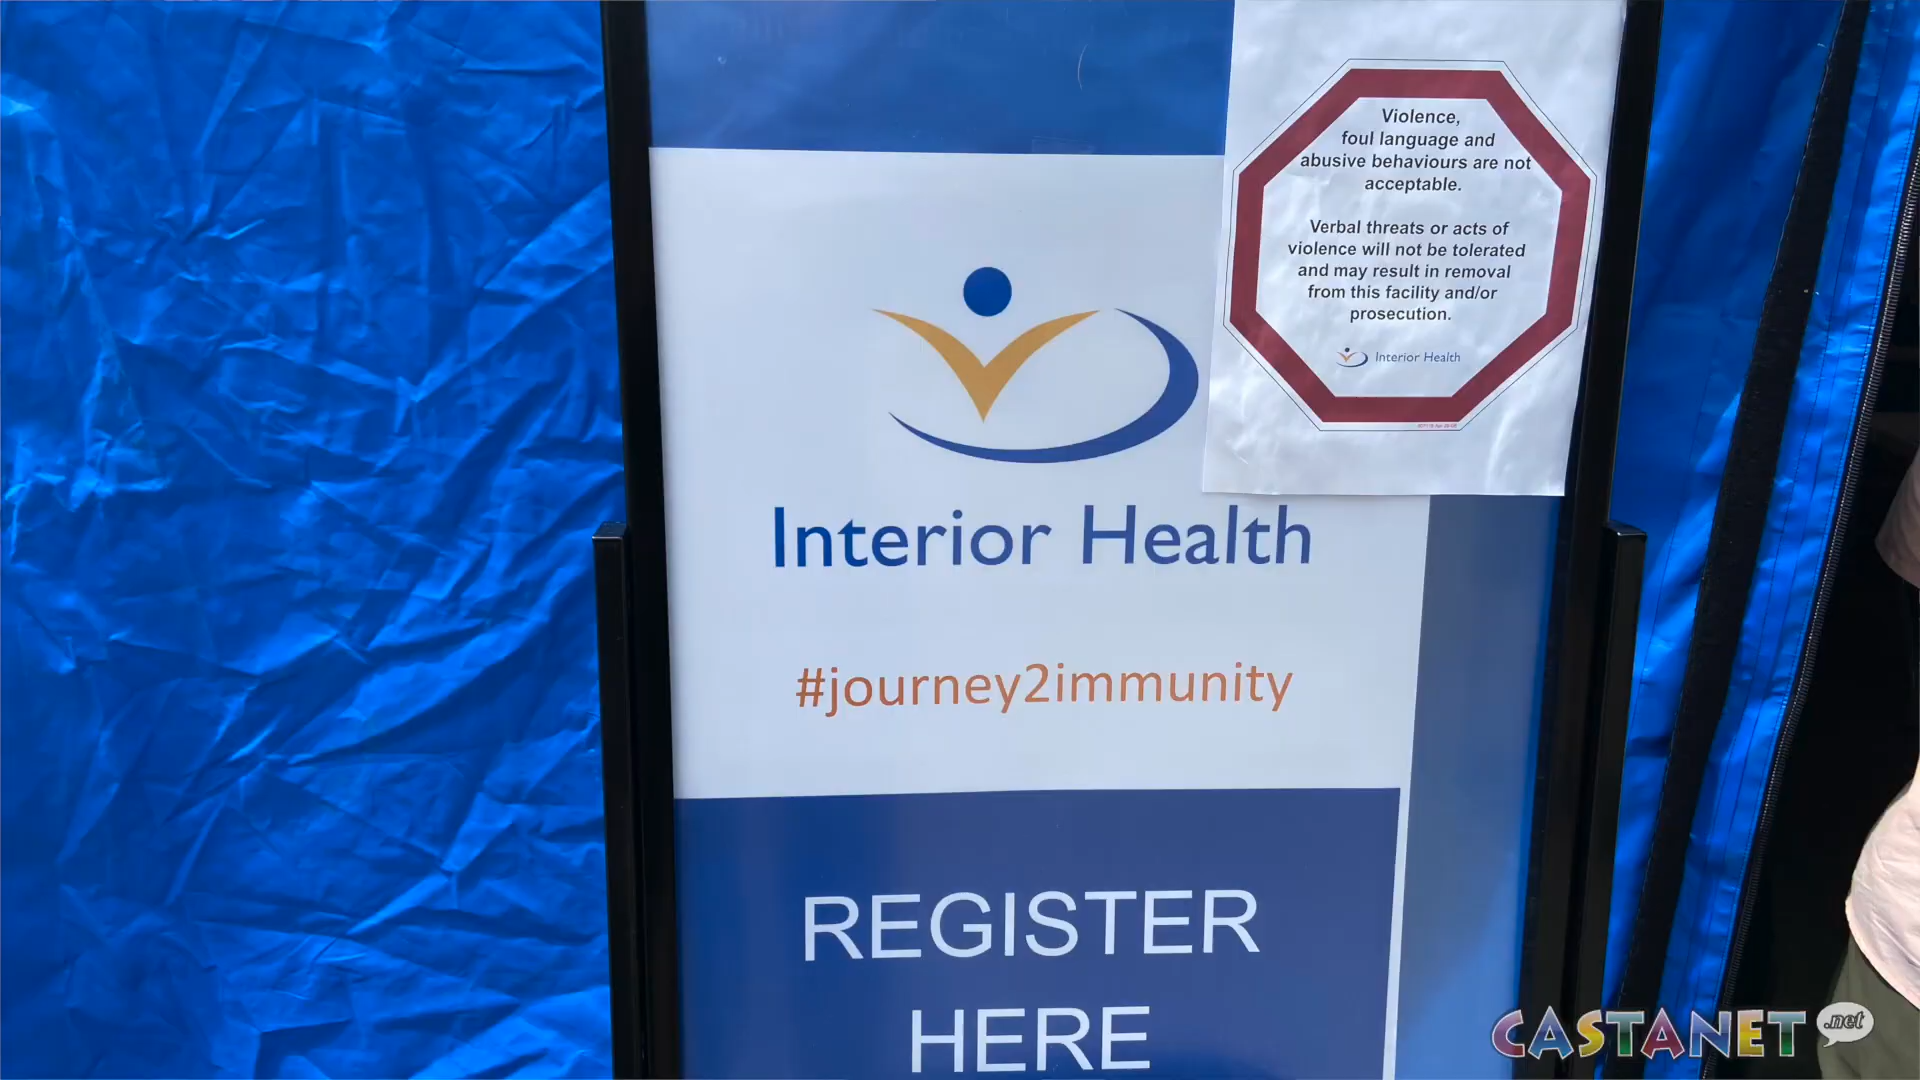 Violence,
foul language and
abusive behaviours are not
acceptable.
Verbal threats or acts of
violence will not be tolerated
and may result in removal
from this facility and/or
prosecution.
Interior Health
Interior Health
#journey2immunity
REGISTER
HERE
CASTANET .net